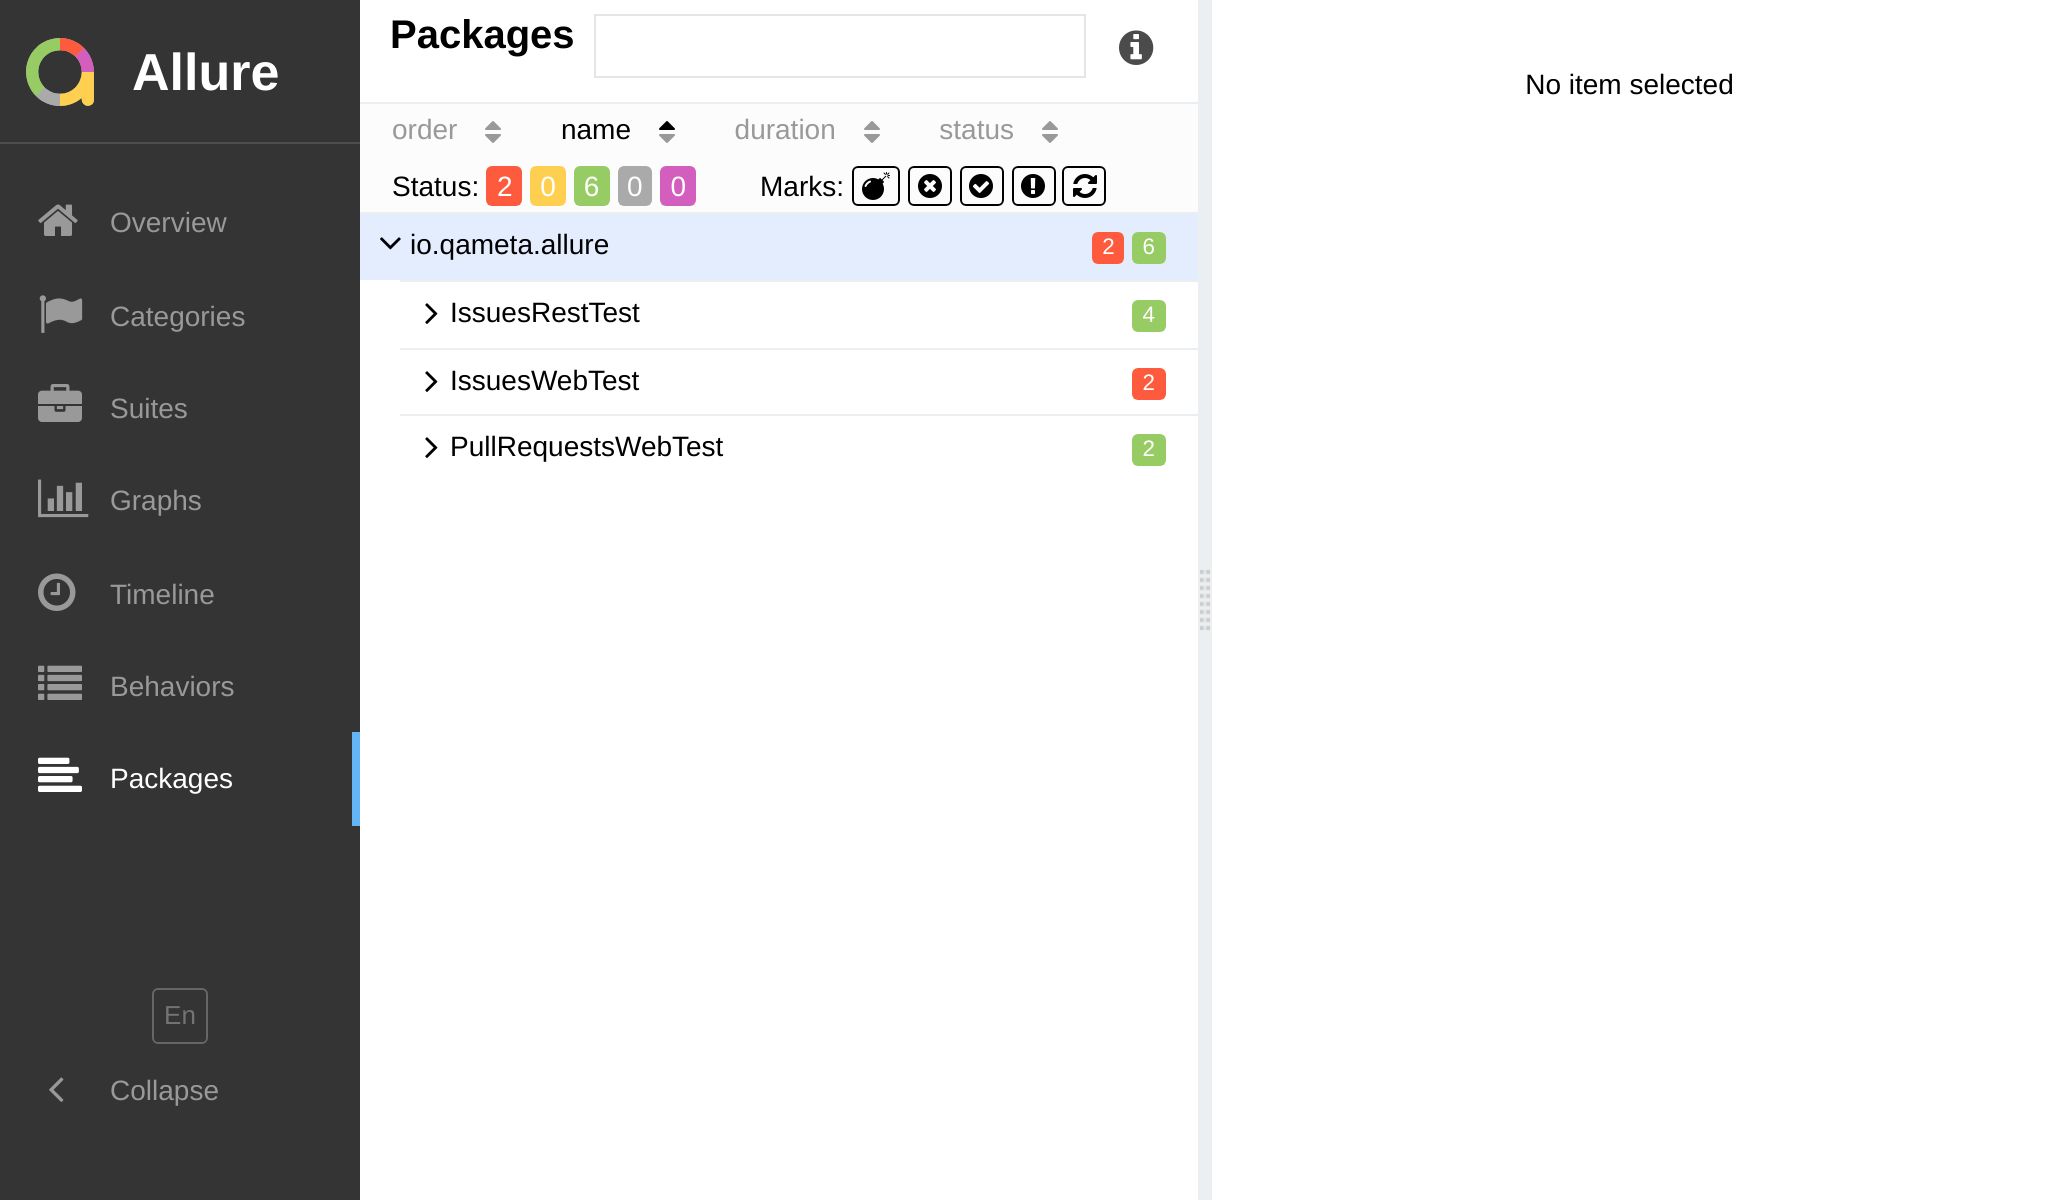 Allure
Overview
Categories
Suites
Graphs
Timeline
Behaviors
Packages
En
Collapse
Packages
order name duration status
Status: 2 0 6 0 0 Marks:
io.qameta.allure 2 6
IssuesRestTest 4
IssuesWebTest 2
PullRequestsWebTest 2
No item selected